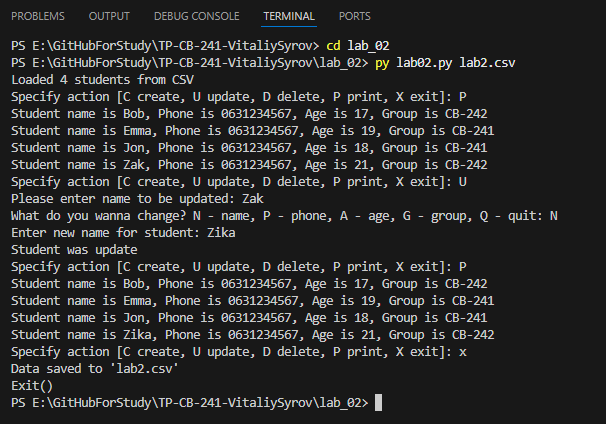 PROBLEMS OUTPUT DEBUG CONSOLE TERMINAL PORTS
PS E:\GitHubForStudy\TP-CB-241-VitaliySyrov> cd lab_02
PS E:\GitHubForStudy\TP-CB-241-VitaliySyrov\lab_02> py lab02.py lab2.csv
Loaded 4 students from CSV
Specify action [C create, U update, D delete, P print, X exit]: P
Student name is Bob, Phone is 0631234567, Age is 17, Group is CB-242
Student name is Emma, Phone is 0631234567, Age is 19, Group is CB-241
Student name is Jon, Phone is 0631234567, Age is 18, Group is CB-241
Student name is Zak, Phone is 0631234567, Age is 21, Group is CB-242
Specify action [C create, U update, D delete, P print, X exit]: U
Please enter name to be updated: Zak
What do you wanna change? N - name, P - phone, A - age, G - group, Q - quit: N
Enter new name for student: Zika
Student was update
Specify action [C create, U update, D delete, P print, X exit]: P
Student name is Bob, Phone is 0631234567, Age is 17, Group is CB-242
Student name is Emma, Phone is 0631234567, Age is 19, Group is CB-241
Student name is Jon, Phone is 0631234567, Age is 18, Group is CB-241
Student name is Zika, Phone is 0631234567, Age is 21, Group is CB-242
Specify action [C create, U update, D delete, P print, X exit]: x
Data saved to 'lab2.csv'
Exit()
PS E:\GitHubForStudy\TP-CB-241-VitaliySyrov\lab_02>